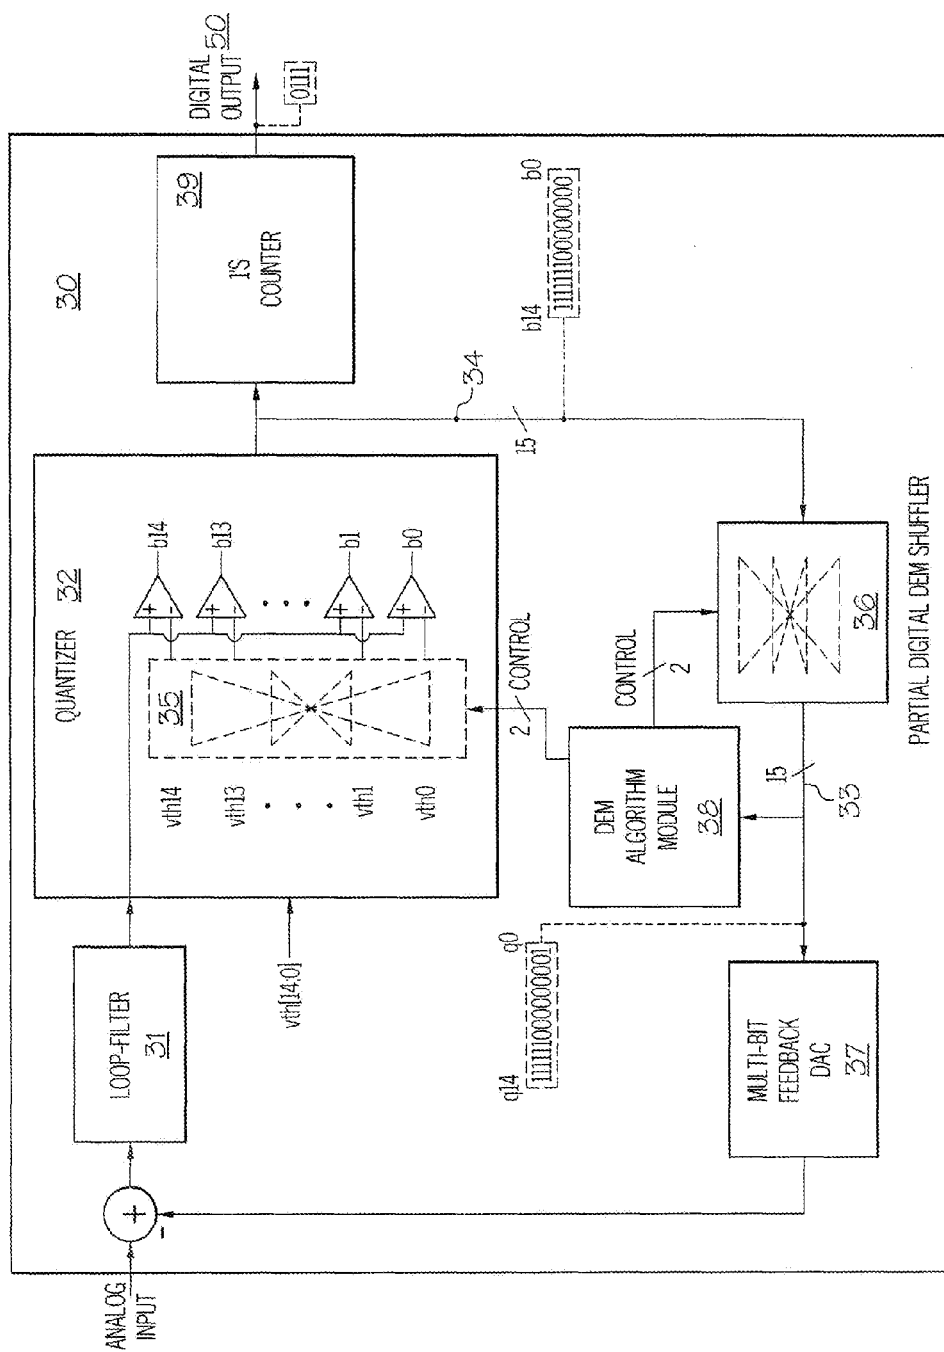 30
ANALOG
INPUT
+
-
LOOP-FILTER
31
vth[14:0]
QUANTIZER 32
vth14
vth13
vth1
vth0
35
+
-
b14
+
-
b13
+
-
b1
+
-
b0
1'S
COUNTER
39
DIGITAL
OUTPUT 50
0111
2
CONTROL
34
15
b14
b0
111111100000000
q14
q0
111111000000001
DEM
ALGORITHM
MODULE
38
CONTROL
2
36
15
33
MULTI-BIT
FEEDBACK
DAC
37
PARTIAL DIGITAL DEM SHUFFLER